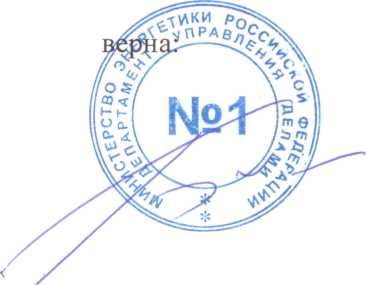 верна:
МИНИСТЕРСТВО ЭНЕРГЕТИКИ РОССИЙСКОЙ ФЕДЕРАЦИИ
ДЕПАРТАМЕНТ УПРАВЛЕНИЯ ДЕЛАМИ
№1